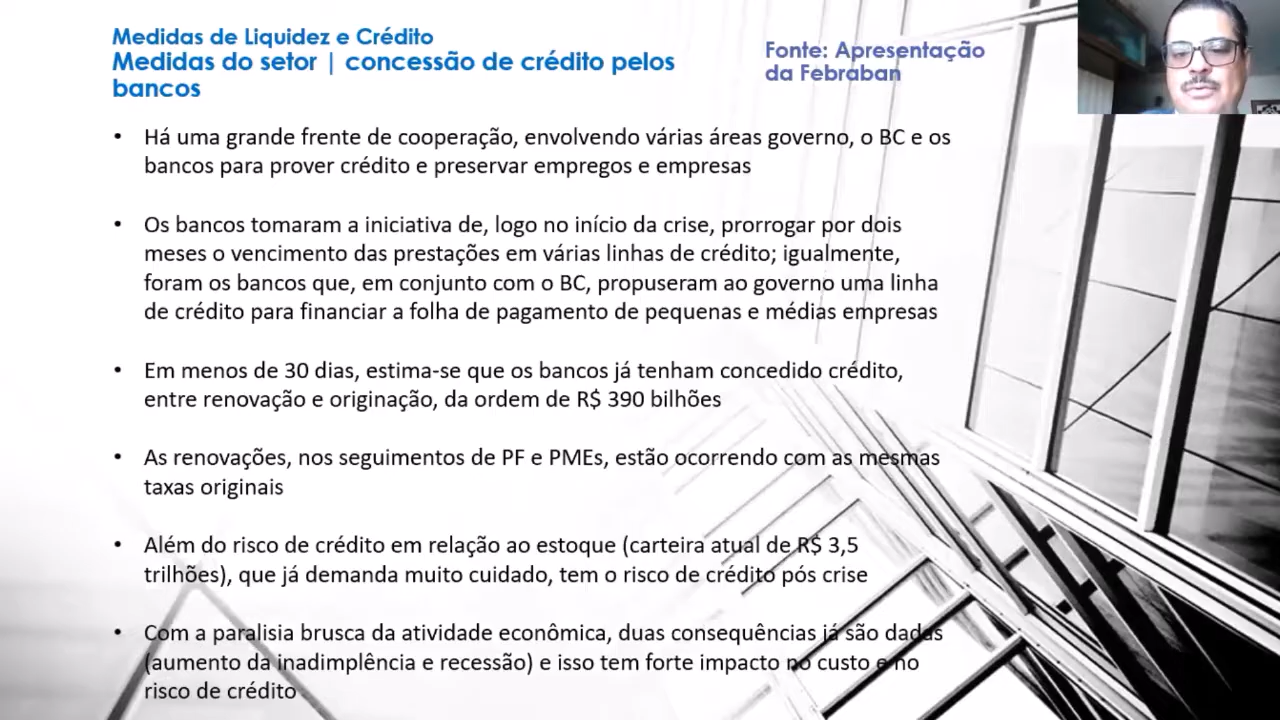 Medidas de Liquidez e Crédito
Medidas do setor | concessão de crédito pelos
bancos
Fonte: Apresentação
da Febraban
• Há uma grande frente de cooperação, envolvendo várias áreas governo, o BC e os
bancos para prover crédito e preservar empregos e empresas
• Os bancos tomaram a iniciativa de, logo no início da crise, prorrogar por dois
meses o vencimento das prestações em várias linhas de crédito; igualmente,
foram os bancos que, em conjunto com o BC, propuseram ao governo uma linha
de crédito para financiar a folha de pagamento de pequenas e médias empresas
• Em menos de 30 dias, estima-se que os bancos já tenham concedido crédito,
entre renovação e originação, da ordem de R$ 390 bilhões
• As renovações, nos seguimentos de PF e PMEs, estão ocorrendo com as mesmas
taxas originais
• Além do risco de crédito em relação ao estoque (carteira atual de R$ 3,5
trilhões), que já demanda muito cuidado, tem o risco de crédito pós crise
• Com a paralisia brusca da atividade econômica, duas consequências já são dadas
(aumento da inadimplência e recessão) e isso tem forte impacto no custo e no
risco de crédito